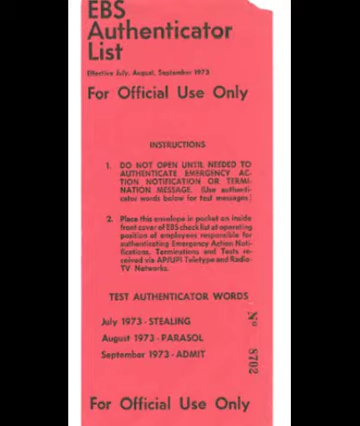 EBS
Authenticator
List
Effective July, August, September 1973
For Official Use Only
INSTRUCTIONS
1. DO NOT OPEN UNTIL NEEDED TO
AUTHENTICATE EMERGENCY AC-
TION NOTIFICATION OR TERMI-
NATION MESSAGE. (Use authenti-
cator words below for test messages)
2. Place this envelope in pocket on inside
front cover of EBS checklist at operating
position of employees responsible for
authenticating Emergency Action Noti-
fications, Terminations and Tests re-
ceived via AP/UPI Teletype and Radio-
TV Networks.
TEST AUTHENTICATOR WORDS
July 1973 - STEALING
August 1973 - PARASOL
September 1973 - ADMIT
Nº 8702
For Official Use Only